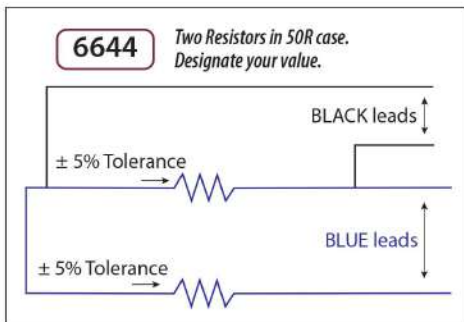 6644
Two Resistors in 50R case.
Designate your value.
BLACK leads
± 5% Tolerance
BLUE leads
± 5% Tolerance